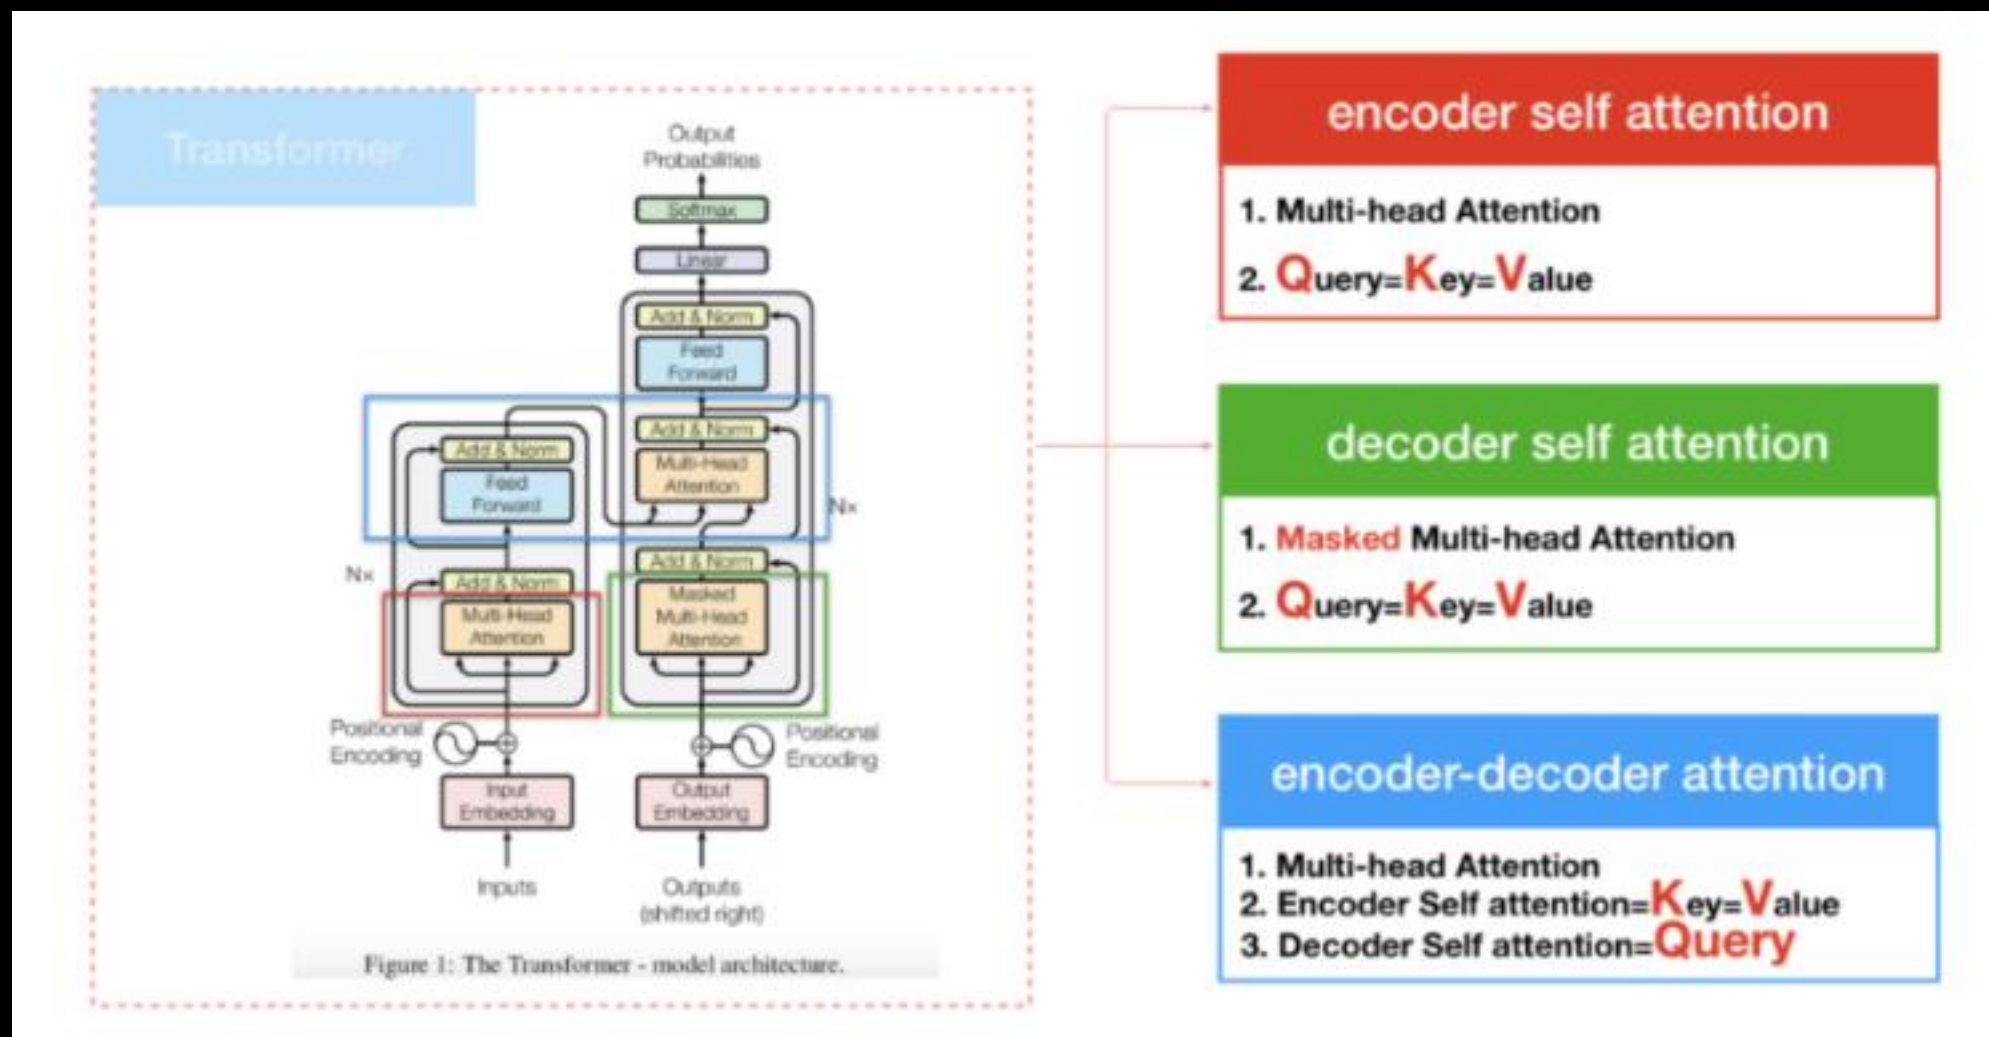 Transformer
Output
Probabilities
Softmax
Linear
Add & Norm
Feed
Forward
Add & Norm
Multi-Head
Attention
Nx
Add & Norm
Masked
Multi-Head
Attention
Add & Norm
Feed
Forward
Nx
Add & Norm
Multi-Head
Attention
Positional
Encoding
Positional
Encoding
Input
Embedding
Output
Embedding
Inputs
Outputs
(shifted right)
Figure 1: The Transformer - model architecture.
encoder self attention
1. Multi-head Attention
2. Query=Key=Value
decoder self attention
1. Masked Multi-head Attention
2. Query=Key=Value
encoder-decoder attention
1. Multi-head Attention
2. Encoder Self attention=Key=Value
3. Decoder Self attention=Query